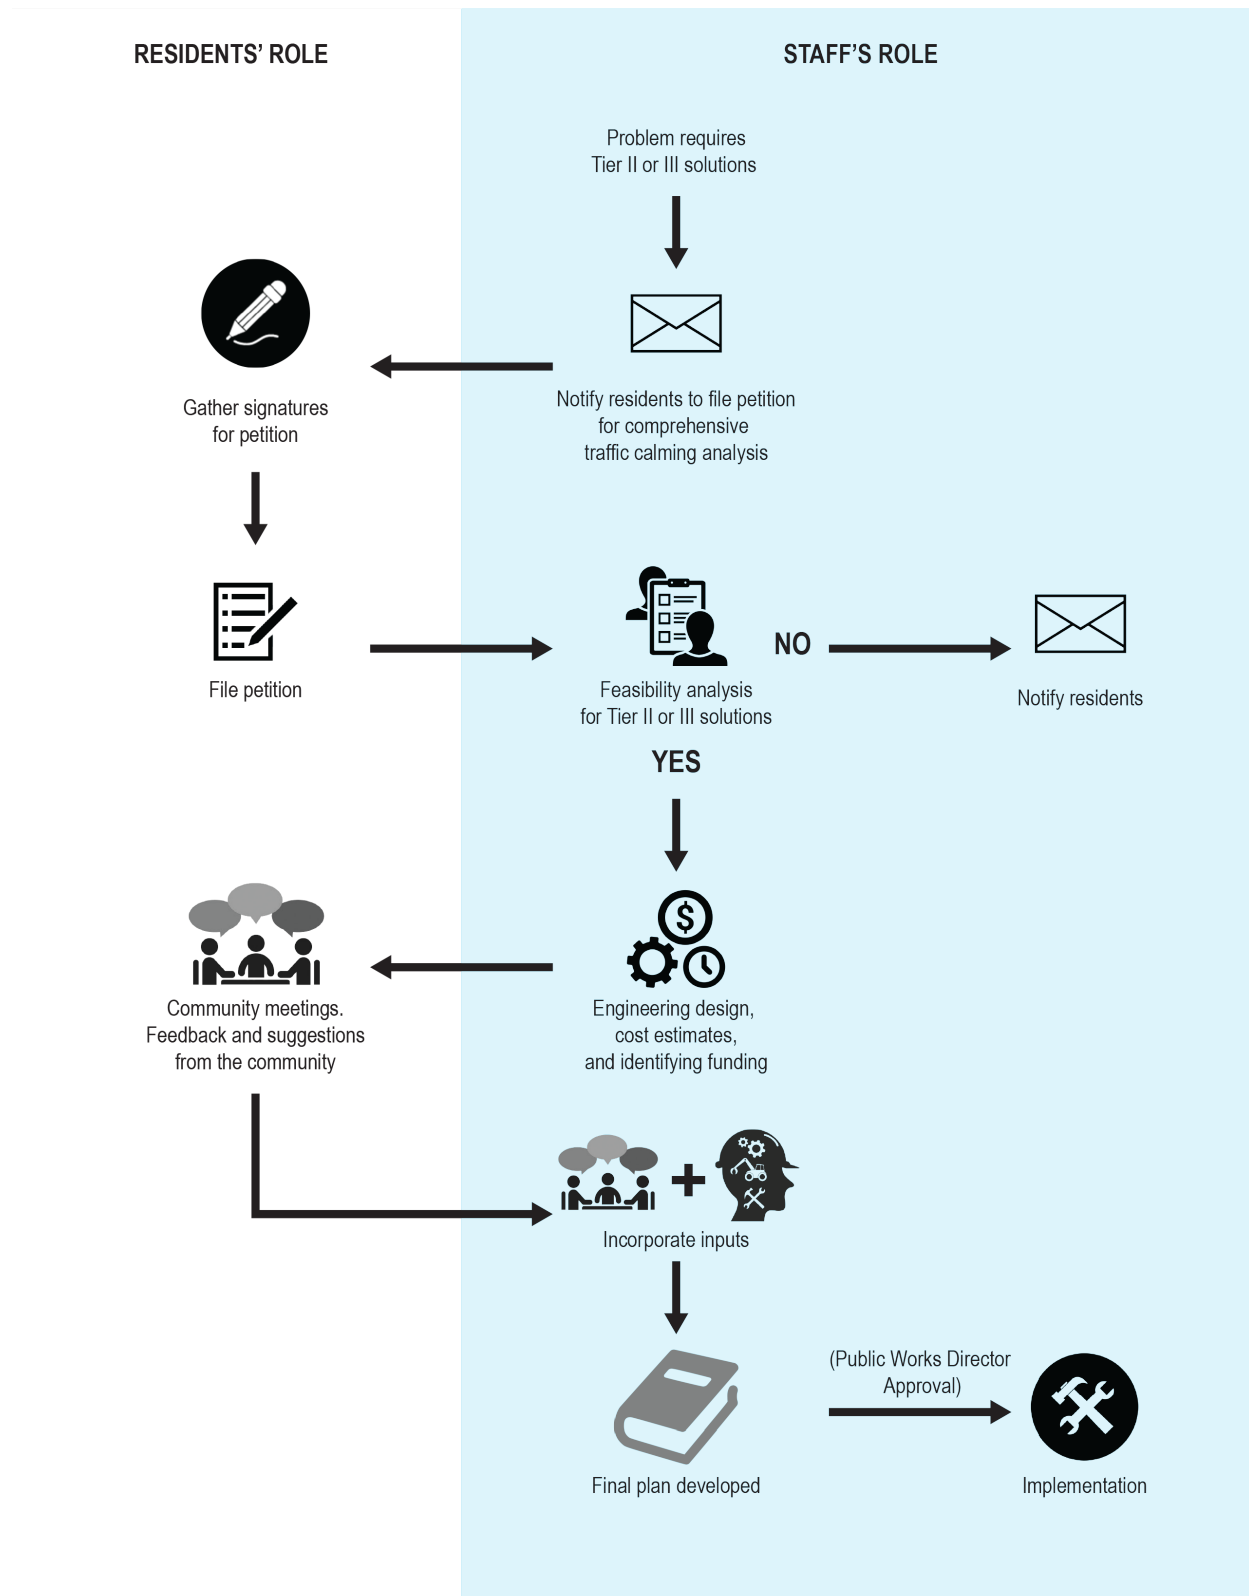 RESIDENTS' ROLE
STAFF'S ROLE
Problem requires
Tier II or III solutions
Notify residents to file petition
for comprehensive
traffic calming analysis
Gather signatures
for petition
File petition
Feasibility analysis
for Tier II or III solutions
NO
Notify residents
YES
$
Engineering design,
cost estimates,
and identifying funding
Community meetings.
Feedback and suggestions
from the community
Incorporate inputs
Final plan developed
(Public Works Director
Approval)
Implementation